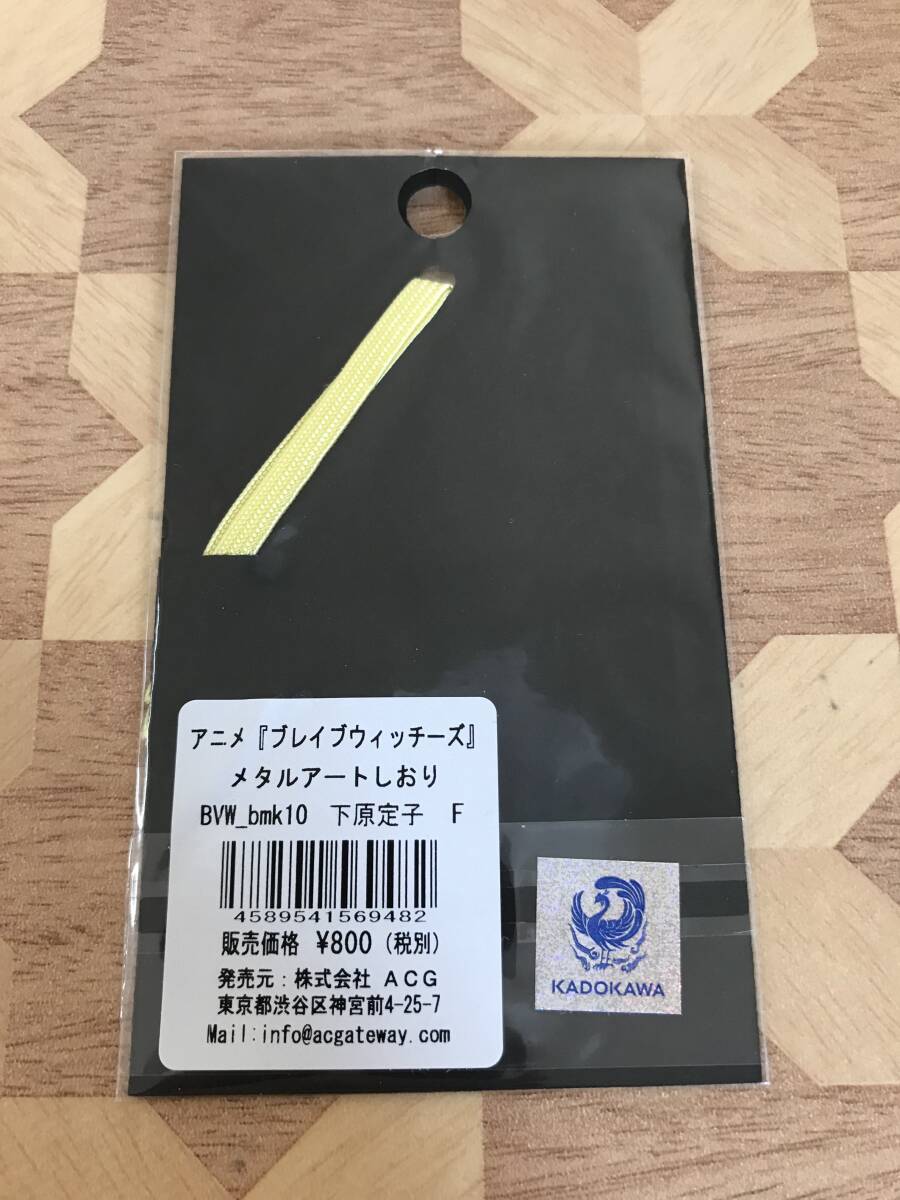 アニメ『ブレイブウィッチーズ』
メタルアートしおり
BVW_bmk10 下原定子 F
4589541569482
販売価格 ¥800（税別）
発売元：株式会社 ACG
東京都渋谷区神宮前4-25-7
Mail:info@acgateway.com
KADOKAWA